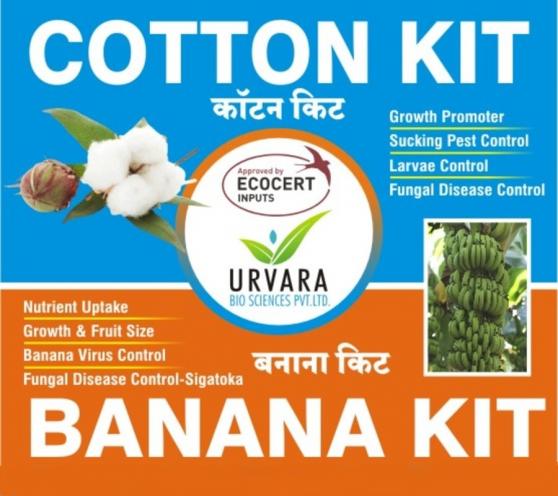 COTTON KIT
कॉटन किट
Growth Promoter
Sucking Pest Control
Larvae Control
Fungal Disease Control
Approved by
ECOCERT
INPUTS
URVARA
BIO SCIENCES PVT.LTD.
Nutrient Uptake
Growth & Fruit Size
Banana Virus Control
Fungal Disease Control-Sigatoka
बनाना किट
BANANA KIT